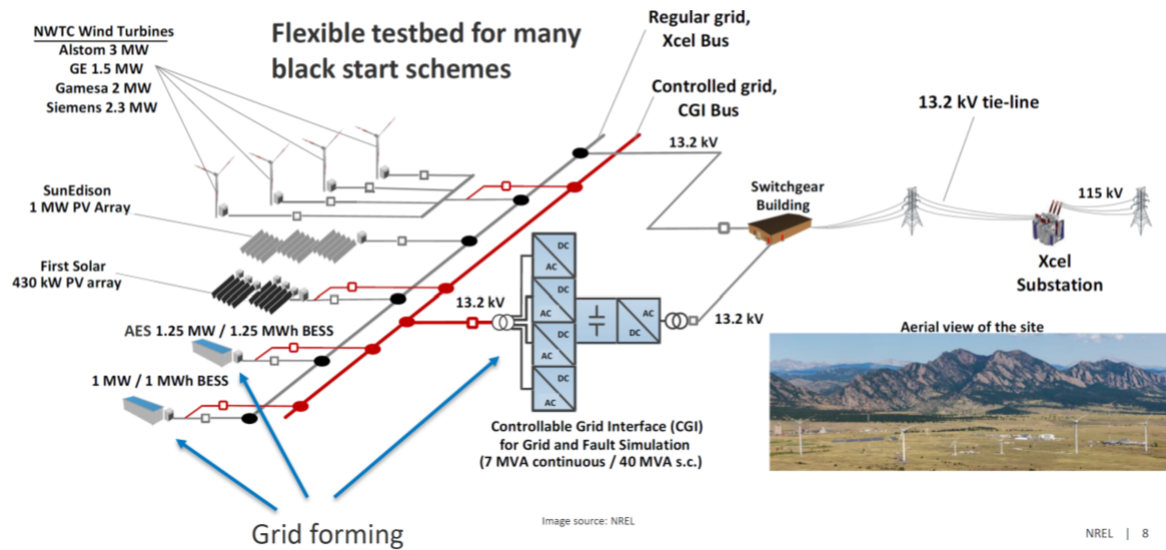 NWTC Wind Turbines
Alstom 3 MW
GE 1.5 MW
Gamesa 2 MW
Siemens 2.3 MW
Flexible testbed for many
black start schemes
Regular grid,
Xcel Bus
Controlled grid,
CGI Bus
13.2 kV tie-line
13.2 kV
SunEdison
1 MW PV Array
Switchgear
Building
115 kV
Xcel
Substation
First Solar
430 kW PV array
DC
AC
DC
AC
DC
AC
DC
AC
AC
DC
13.2 kV
13.2 kV
AES 1.25 MW / 1.25 MWh BESS
1 MW / 1 MWh BESS
Aerial view of the site
Controllable Grid Interface (CGI)
for Grid and Fault Simulation
(7 MVA continuous / 40 MVA s.c.)
Grid forming
Image source: NREL
NREL | 8